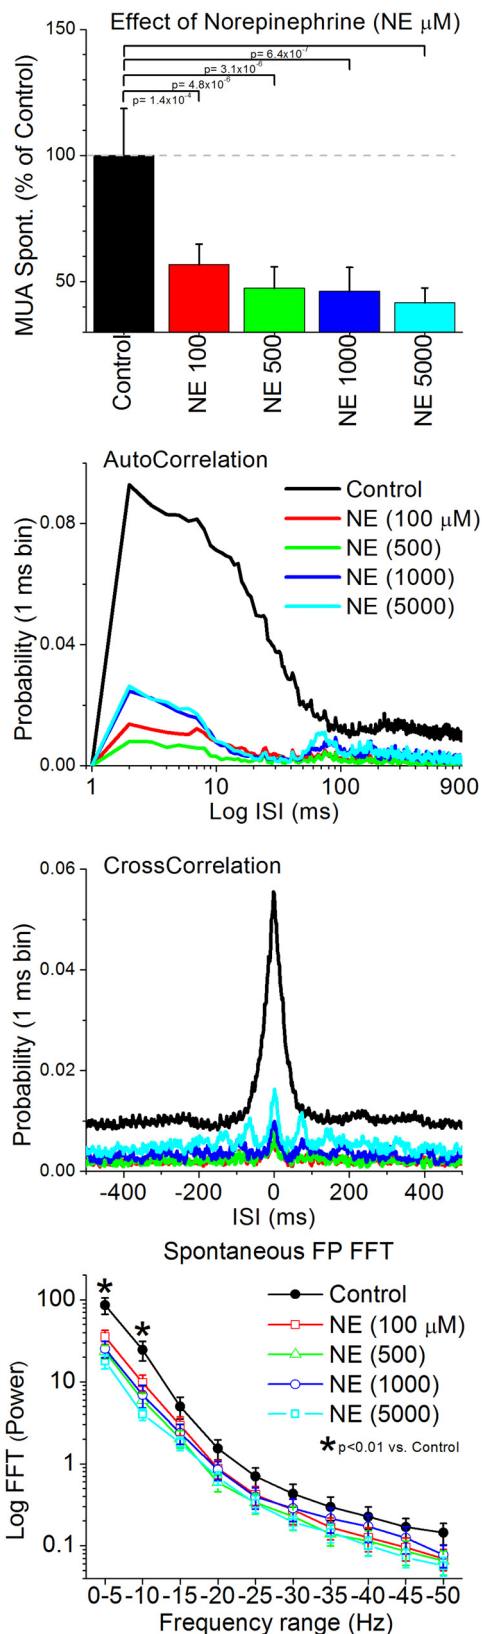 Effect of Norepinephrine (NE μM)
150
p= 6.4x10-7
p= 3.1x10-6
p= 4.8x10-6
p= 1.4x10-4
100
50
MUA Spont. (% of Control)
Control
NE 100
NE 500
NE 1000
NE 5000
AutoCorrelation
Control
NE (100 μM)
NE (500)
NE (1000)
NE (5000)
0.08
0.04
0.00
Probability (1 ms bin)
1 10 100 900
Log ISI (ms)
CrossCorrelation
0.06
0.04
0.02
0.00
Probability (1 ms bin)
-400 -200 0 200 400
ISI (ms)
Spontaneous FP FFT
* *
Control
NE (100 μM)
NE (500)
NE (1000)
NE (5000)
* p<0.01 vs. Control
100
10
1
0.1
Log FFT (Power)
0-5 -10 -15 -20 -25 -30 -35 -40 -45 -50
Frequency range (Hz)